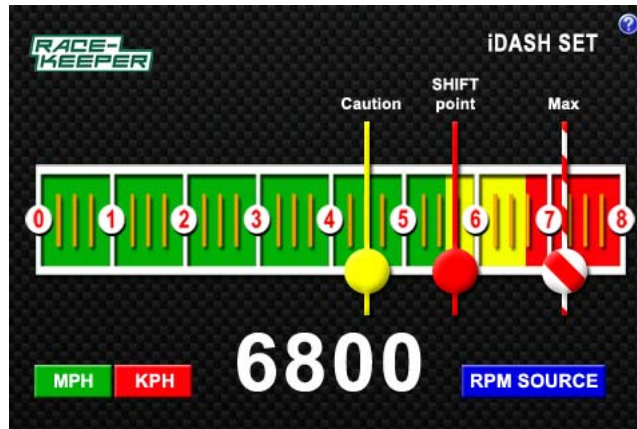 RACE-
KEEPER
iDASH SET
?
Caution
SHIFT
point
Max
0 1 2 3 4 5 6 7 8
6800
MPH KPH RPM SOURCE